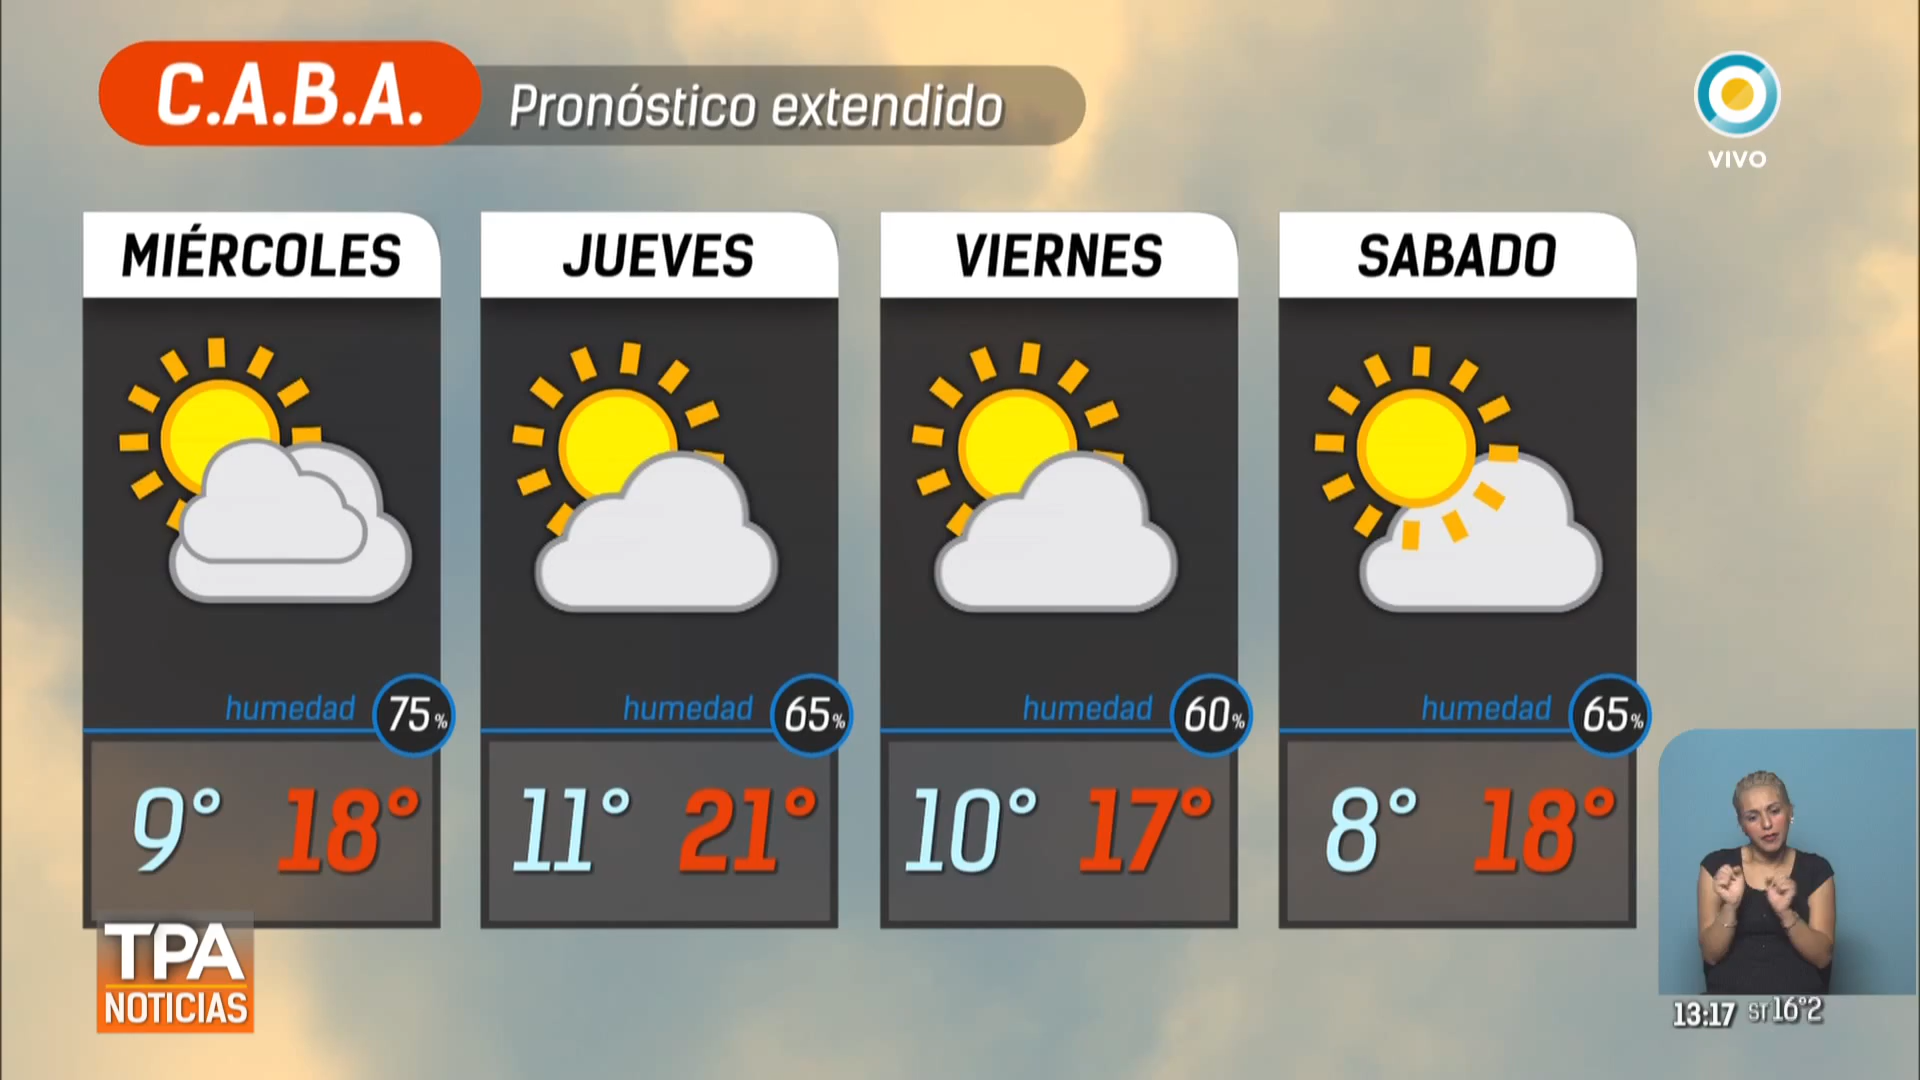 C.A.B.A. Pronóstico extendido
VIVO
MIÉRCOLES
humedad 75%
9° 18°
JUEVES
humedad 65%
11° 21°
VIERNES
humedad 60%
10° 17°
SABADO
humedad 65%
8° 18°
TPA
NOTICIAS
13:17 ST 16°2